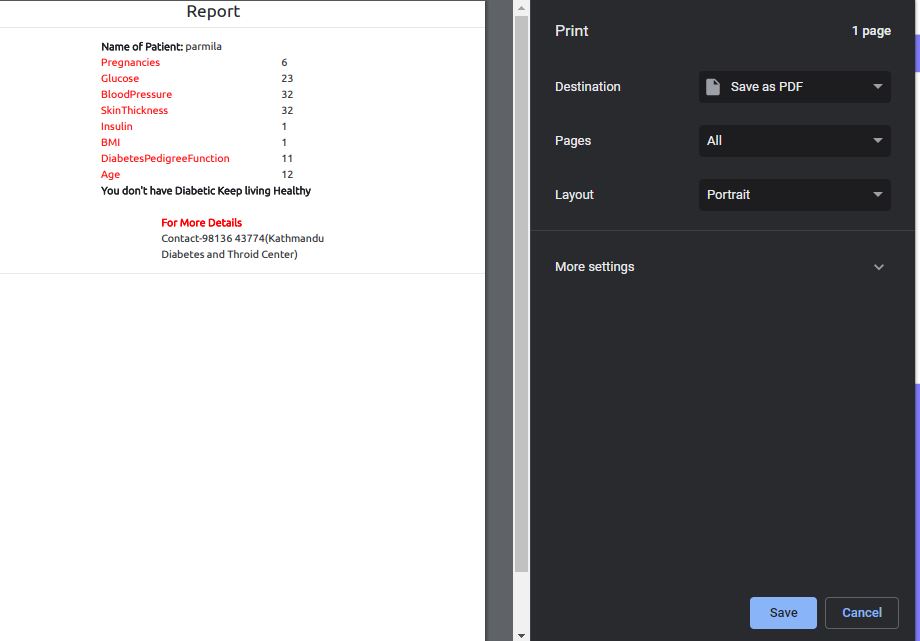 Report
Name of Patient: parmila
Pregnancies 6
Glucose 23
BloodPressure 32
SkinThickness 32
Insulin 1
BMI 1
DiabetesPedigreeFunction 11
Age 12
You don't have Diabetic Keep living Healthy
For More Details
Contact-98136 43774(Kathmandu
Diabetes and Throid Center)
Print 1 page
Destination Save as PDF
Pages All
Layout Portrait
More settings
Save Cancel